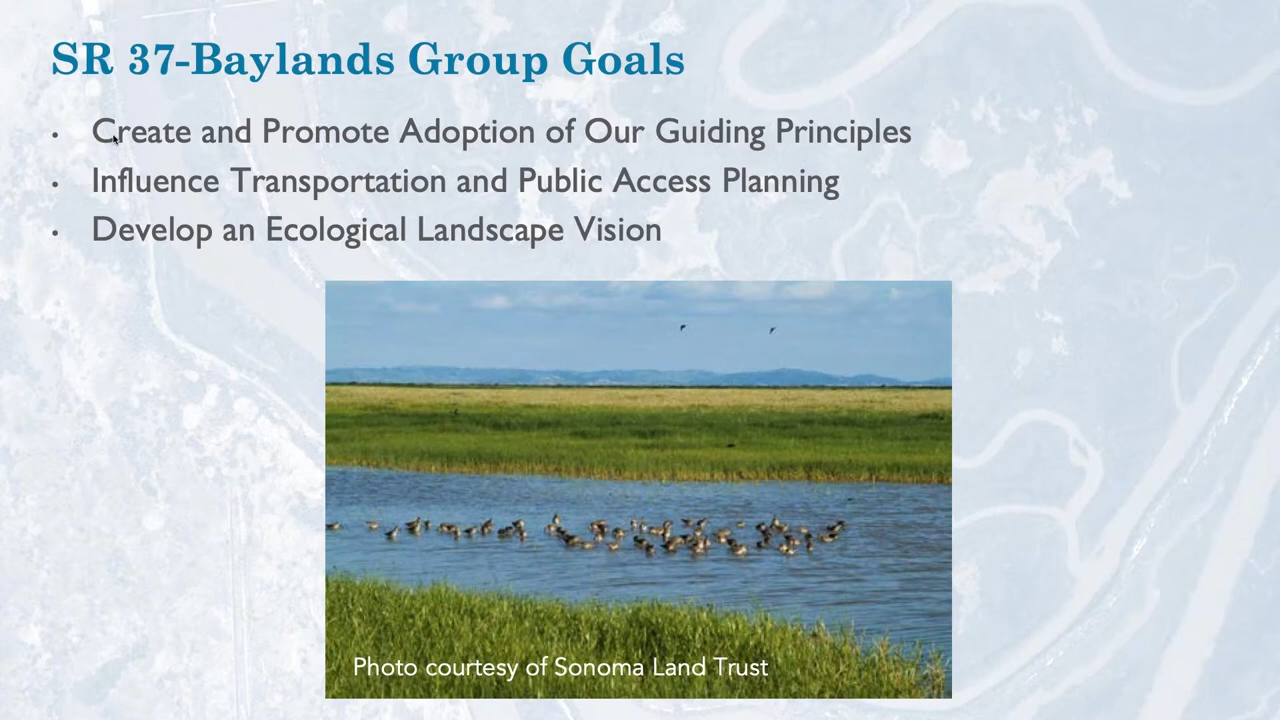 SR 37-Baylands Group Goals
• Create and Promote Adoption of Our Guiding Principles
• Influence Transportation and Public Access Planning
• Develop an Ecological Landscape Vision
Photo courtesy of Sonoma Land Trust